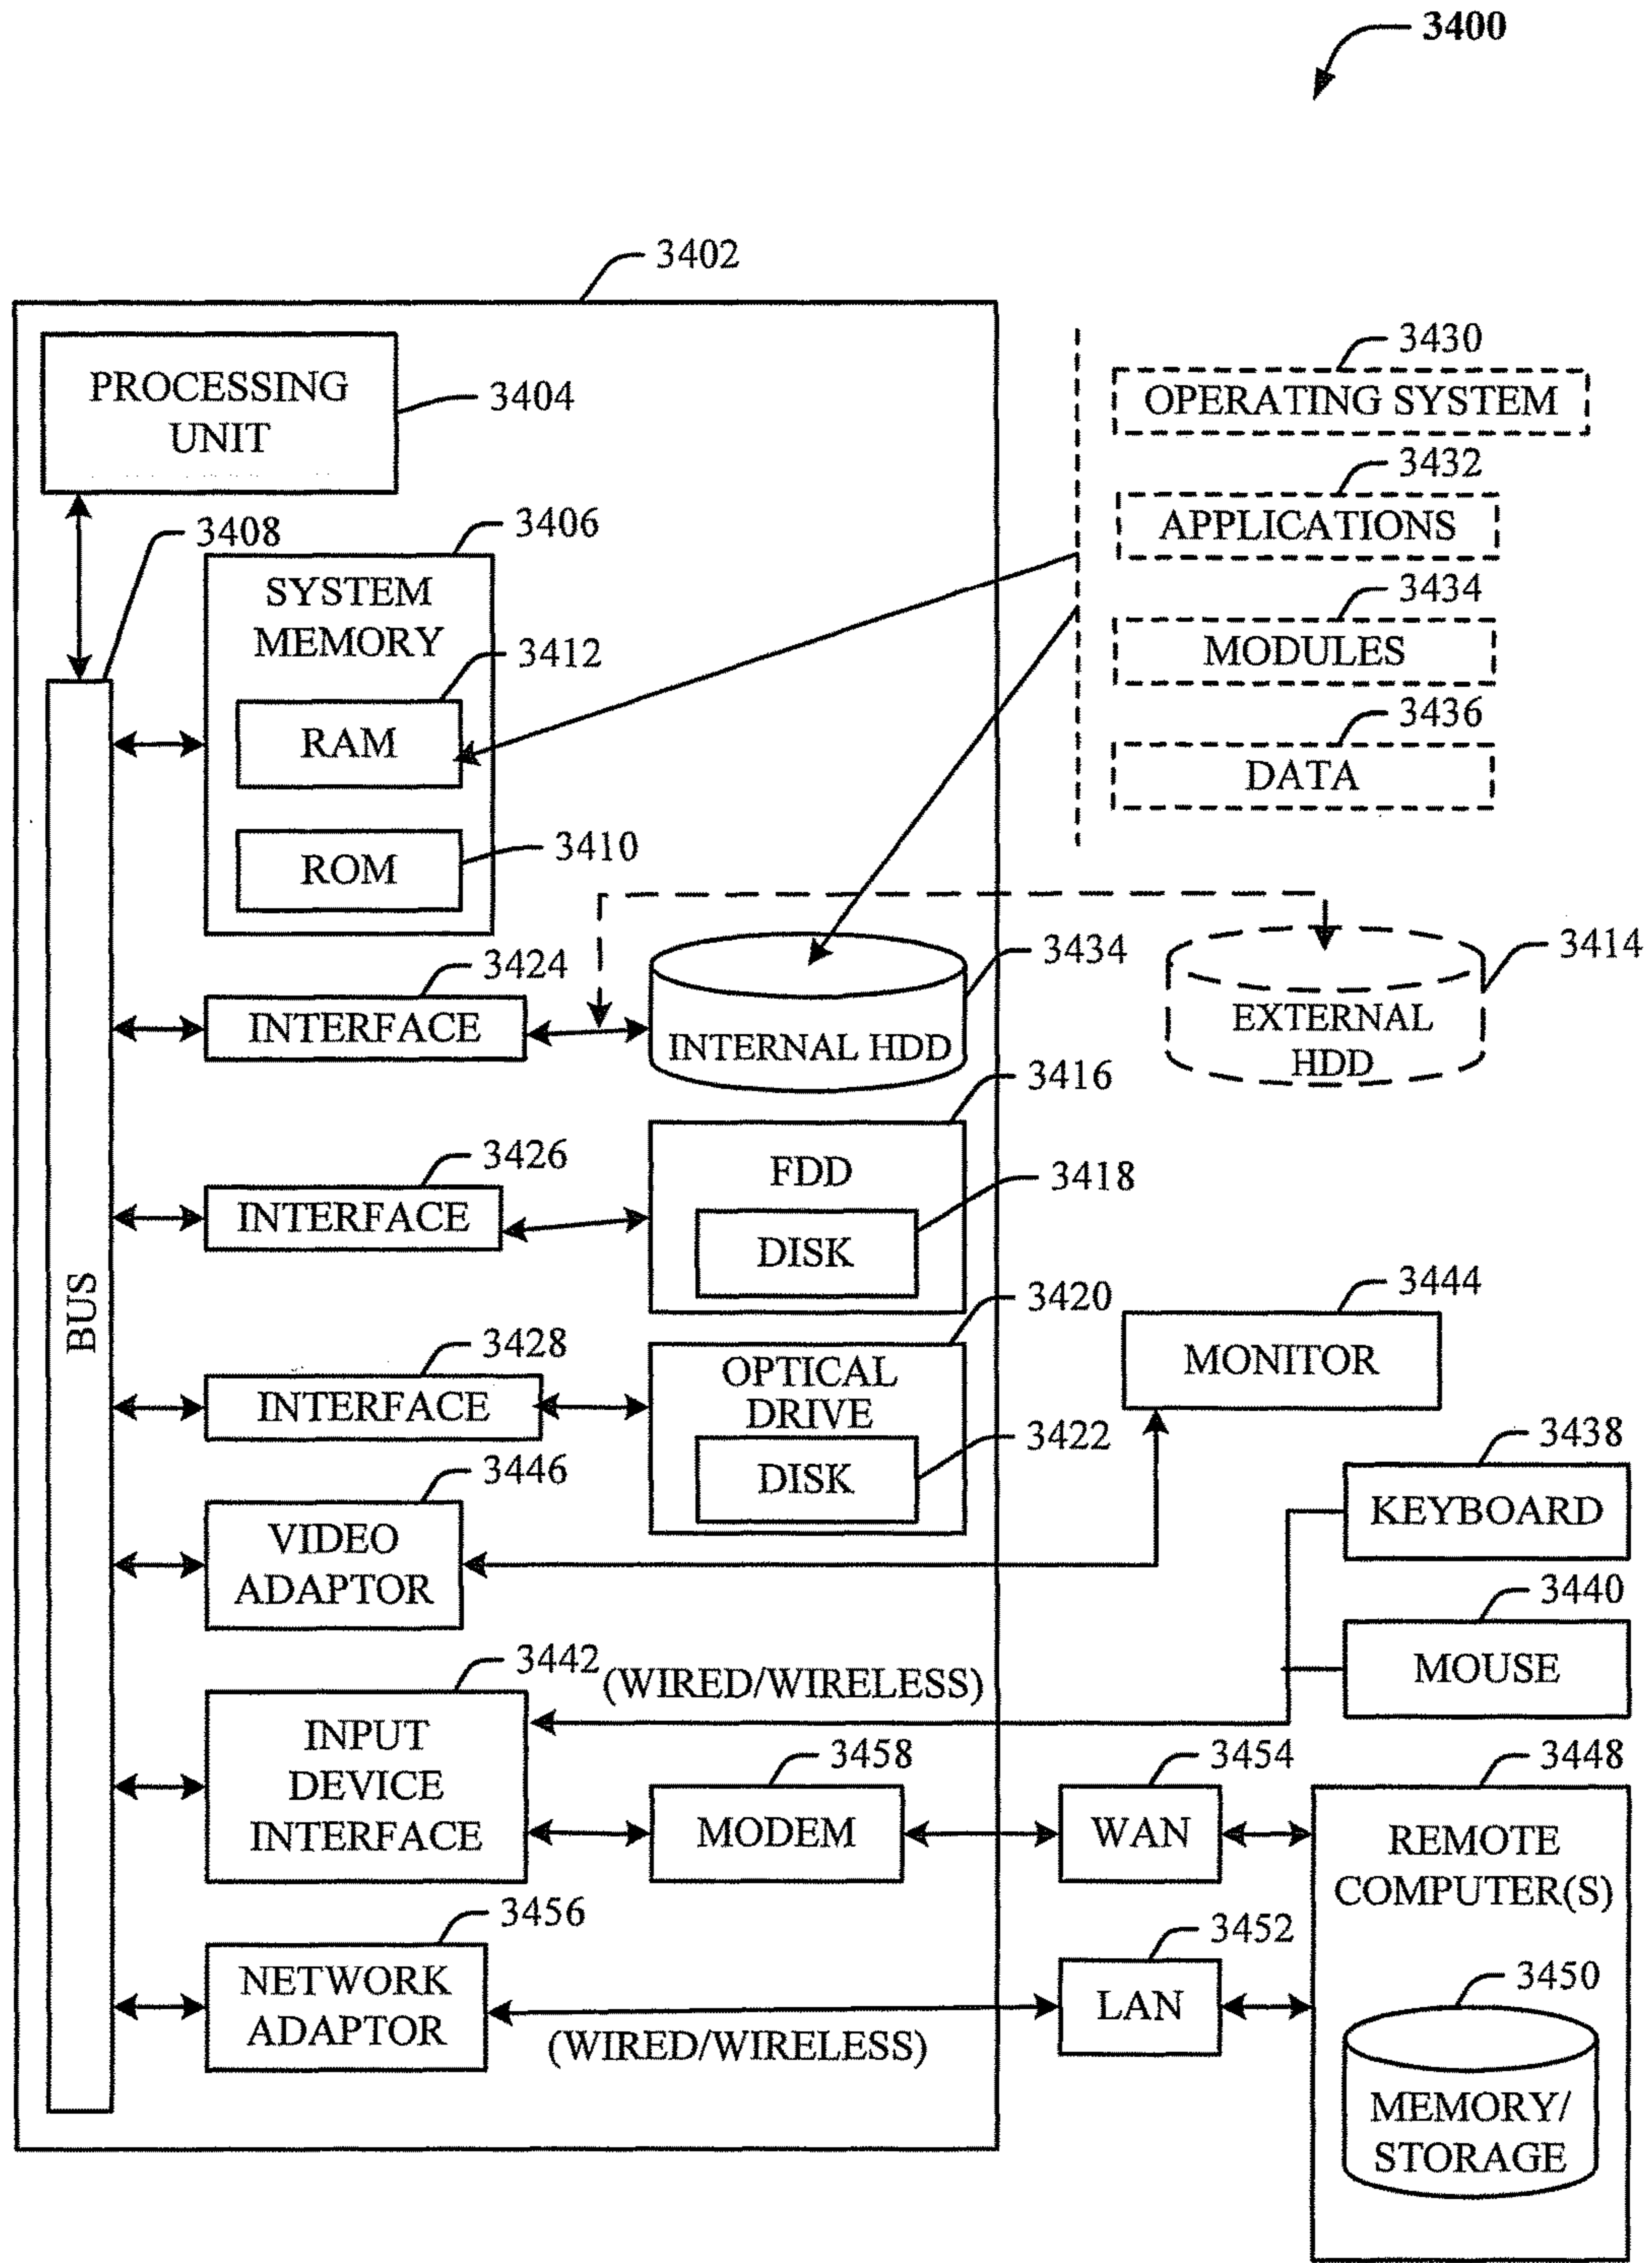 3400
3402
PROCESSING
UNIT
3404
3430
OPERATING SYSTEM
3432
APPLICATIONS
3434
MODULES
3436
DATA
3408
3406
SYSTEM
MEMORY
3412
RAM
3410
ROM
3424
INTERFACE
3434
INTERNAL HDD
3414
EXTERNAL
HDD
3426
INTERFACE
3416
FDD
3418
DISK
BUS
3428
INTERFACE
3420
OPTICAL
DRIVE
3422
DISK
3444
MONITOR
3446
VIDEO
ADAPTOR
3438
KEYBOARD
3440
MOUSE
3442
(WIRED/WIRELESS)
INPUT
DEVICE
INTERFACE
3458
MODEM
3454
WAN
3448
REMOTE
COMPUTER(S)
3456
NETWORK
ADAPTOR
(WIRED/WIRELESS)
3452
LAN
3450
MEMORY/
STORAGE